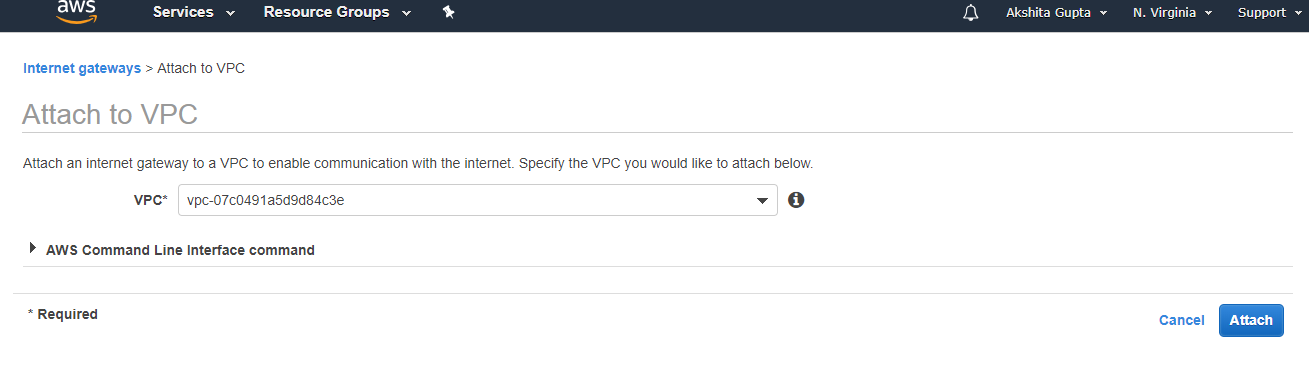 aws Services Resource Groups Akshita Gupta N. Virginia Support
Internet gateways > Attach to VPC
Attach to VPC
Attach an internet gateway to a VPC to enable communication with the internet. Specify the VPC you would like to attach below.
VPC* vpc-07c0491a5d9d84c3e
AWS Command Line Interface command
* Required
Cancel Attach